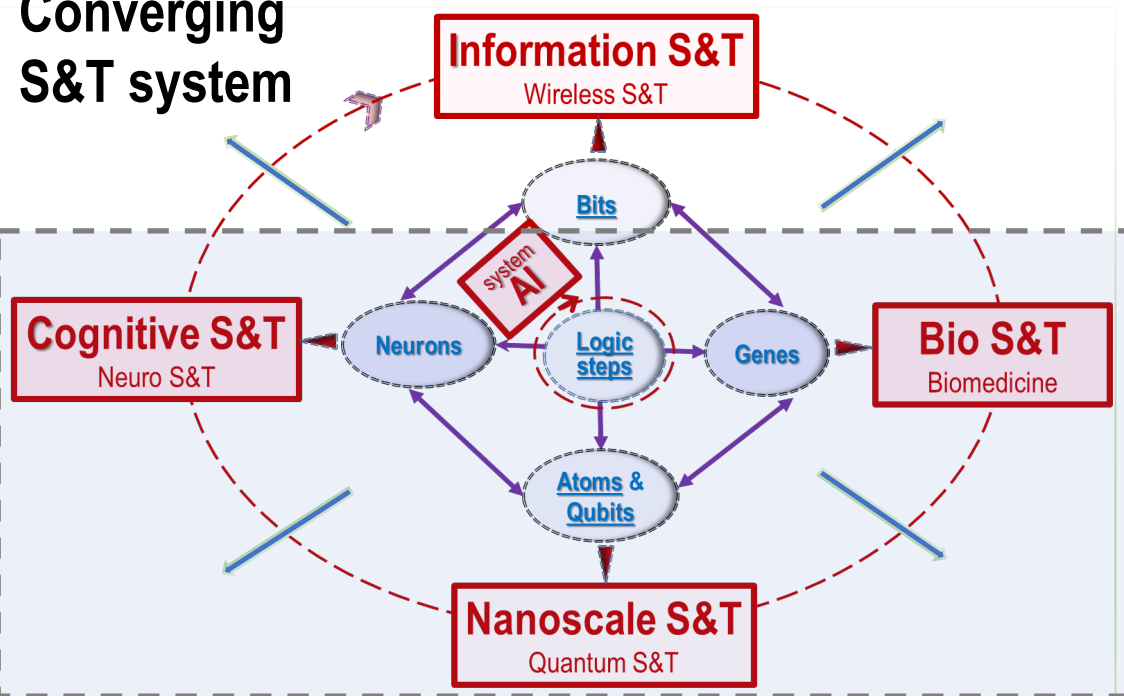 Converging
S&T system
Information S&T
Wireless S&T
Bits
system
AI
Cognitive S&T
Neuro S&T
Neurons
Logic
steps
Genes
Bio S&T
Biomedicine
Atoms &
Qubits
Nanoscale S&T
Quantum S&T